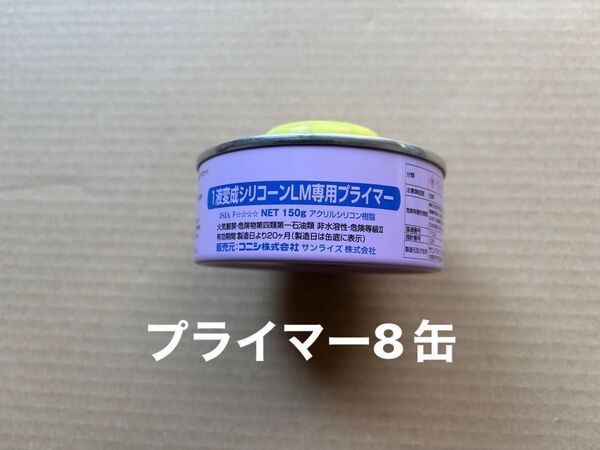 1液変成シリコーンLM専用プライマー
JSIA F☆☆☆☆ NET 150g アクリルシリコン樹脂
火気厳禁・危険物第四類第一石油類 非水溶性・危険等級Ⅱ
有効期間:製造日より20ヶ月(製造日は缶底に表示)
販売元:コニシ株式会社 サンライズ株式会社
分類
プライマー8缶